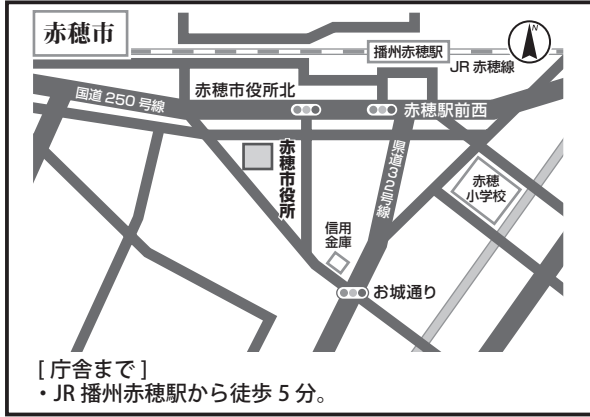 赤穂市
播州赤穂駅
N
JR 赤穂線
国道 250 号線
赤穂市役所北
赤穂駅前西
赤穂市役所
県道32号線
赤穂
小学校
信用
金庫
お城通り
[ 庁舎まで ]
・JR 播州赤穂駅から徒歩 5 分。